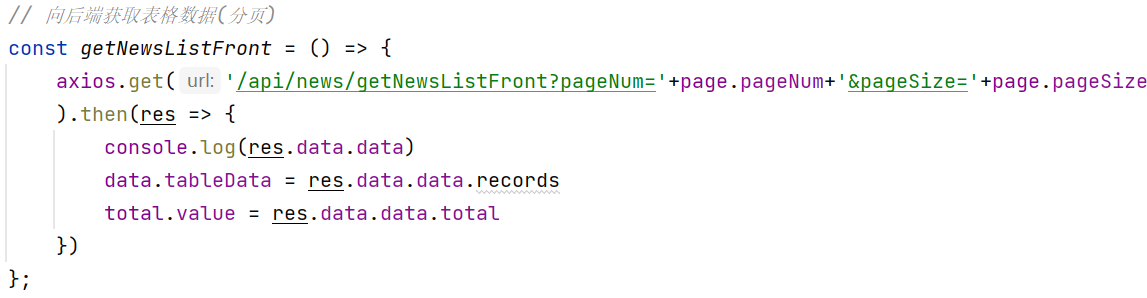 // 向后端获取表格数据(分页)
const getNewsListFront = () => {
    axios.get( url: '/api/news/getNewsListFront?pageNum='+page.pageNum+'&pageSize='+page.pageSize
    ).then(res => {
        console.log(res.data.data)
        data.tableData = res.data.data.records
        total.value = res.data.data.total
    })
};